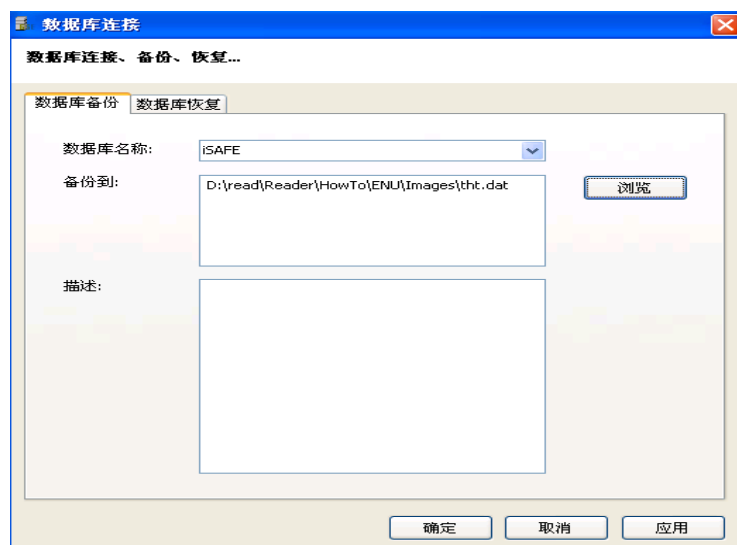 数据库连接
数据库连接、备份、恢复...
数据库备份 数据库恢复
数据库名称: iSAFE
备份到: D:\read\Reader\HowTo\ENU\Images\tht.dat 浏览
描述:
确定 取消 应用